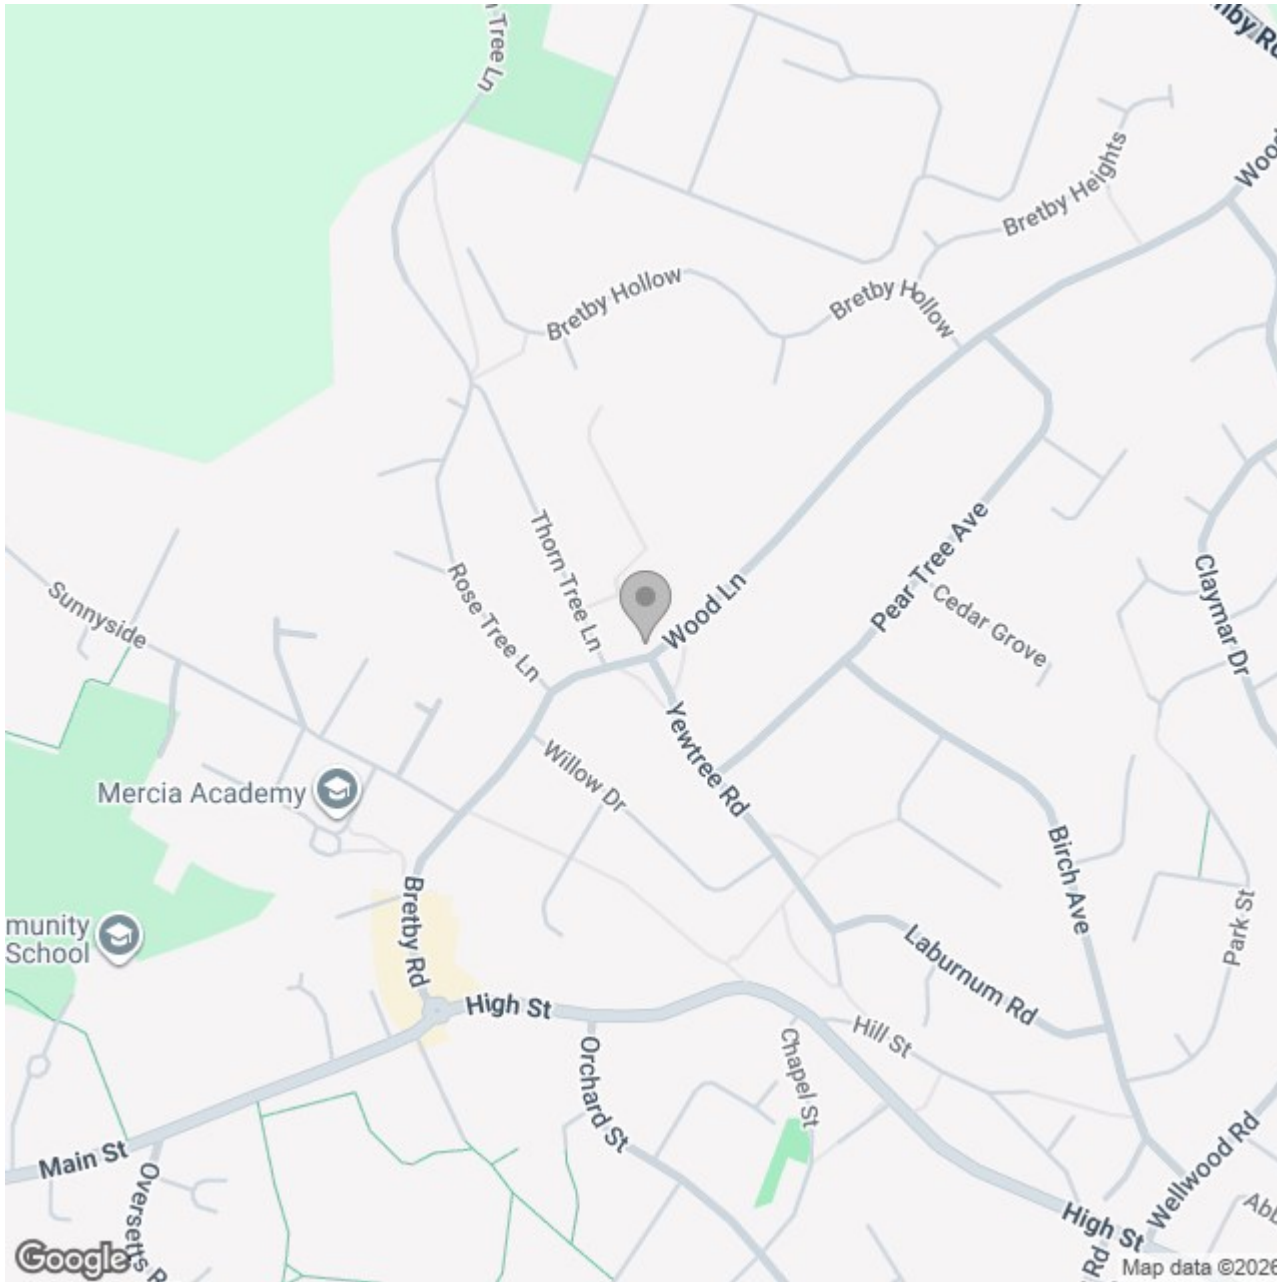 Tree Ln
Bretby Heights
Bretby Hollow
Bretby Hollow
Thorn Tree Ln
Rose Tree Ln
Wood Ln
Pear Tree Ave
Cedar Grove
Claymar Dr
Sunnyside
Yewtree Rd
Willow Dr
Mercia Academy
Birch Ave
Bretby Rd
munity
School
Park St
Laburnum Rd
High St
Hill St
Chapel St
Orchard St
Main St
Oversetts R
Wellwood Rd
High St
Rd
Google
Map data ©2026